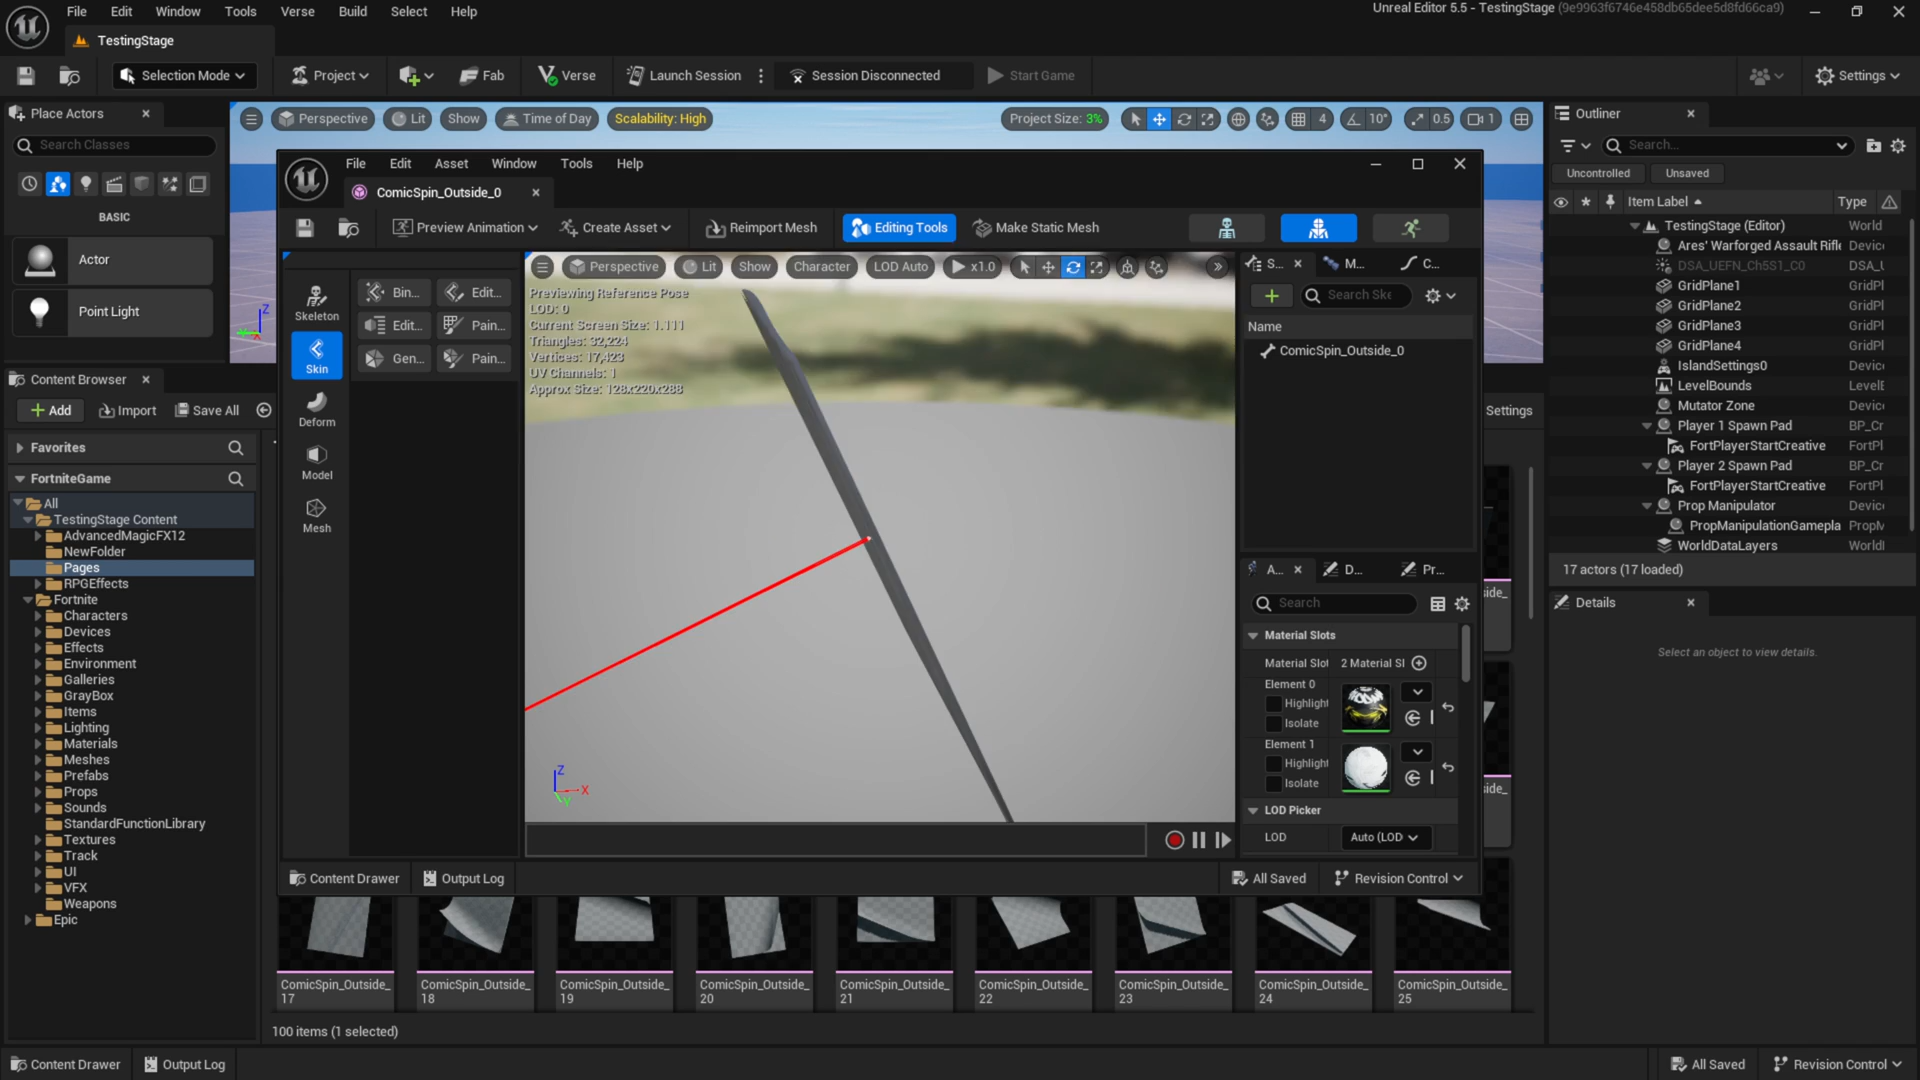 File Edit Window Tools Verse Build Select Help
Unreal Editor 5.5 - TestingStage (9e9963f6746e458db65dee5d8fd66ca9)
TestingStage
Selection Mode
Project
Fab
Verse
Launch Session
Session Disconnected
Start Game
Settings
Place Actors
Search Classes
BASIC
Actor
Point Light
Perspective
Lit
Show
Time of Day
Scalability: High
Project Size: 3%
4
10°
0.5
1
File Edit Asset Window Tools Help
ComicSpin_Outside_0
Preview Animation
Create Asset
Reimport Mesh
Editing Tools
Make Static Mesh
Skeleton
Skin
Deform
Model
Mesh
Bin...
Edit...
Edit...
Pain...
Gen...
Pain...
Perspective
Lit
Show
Character
LOD Auto
x1.0
Previewing Reference Pose
LOD: 0
Current Screen Size: 1.111
Triangles: 32,224
Vertices: 17,423
UV Channels: 1
Approx Size: 128x220x288
Z
X
Y
S...
M...
C...
Search Ske
Name
ComicSpin_Outside_0
A...
D...
Pr...
Search
Material Slots
Material Slot
2 Material Sl
Element 0
Highlight
Isolate
Element 1
Highlight
Isolate
LOD Picker
LOD
Auto (LOD
Content Drawer
Output Log
All Saved
Revision Control
Content Browser
Add
Import
Save All
Settings
Favorites
FortniteGame
All
TestingStage Content
AdvancedMagicFX12
NewFolder
Pages
RPGEffects
Fortnite
Characters
Devices
Effects
Environment
Galleries
GrayBox
Items
Lighting
Materials
Meshes
Prefabs
Props
Sounds
StandardFunctionLibrary
Textures
Track
UI
VFX
Weapons
Epic
ComicSpin_Outside_
17
ComicSpin_Outside_
18
ComicSpin_Outside_
19
ComicSpin_Outside_
20
ComicSpin_Outside_
21
ComicSpin_Outside_
22
ComicSpin_Outside_
23
ComicSpin_Outside_
24
ComicSpin_Outside_
25
100 items (1 selected)
Outliner
Search...
Uncontrolled
Unsaved
Item Label
Type
TestingStage (Editor) World
Ares' Warforged Assault Rifle Device
DSA_UEFN_Ch5S1_C0 DSA_U
GridPlane1 GridPl
GridPlane2 GridPl
GridPlane3 GridPl
GridPlane4 GridPl
IslandSettings0 Device
LevelBounds LevelB
Mutator Zone Device
Player 1 Spawn Pad BP_Cr
FortPlayerStartCreative FortPl
Player 2 Spawn Pad BP_Cr
FortPlayerStartCreative FortPl
Prop Manipulator Device
PropManipulationGamepla PropM
WorldDataLayers WorldI
17 actors (17 loaded)
Details
Select an object to view details.
Content Drawer
Output Log
All Saved
Revision Control